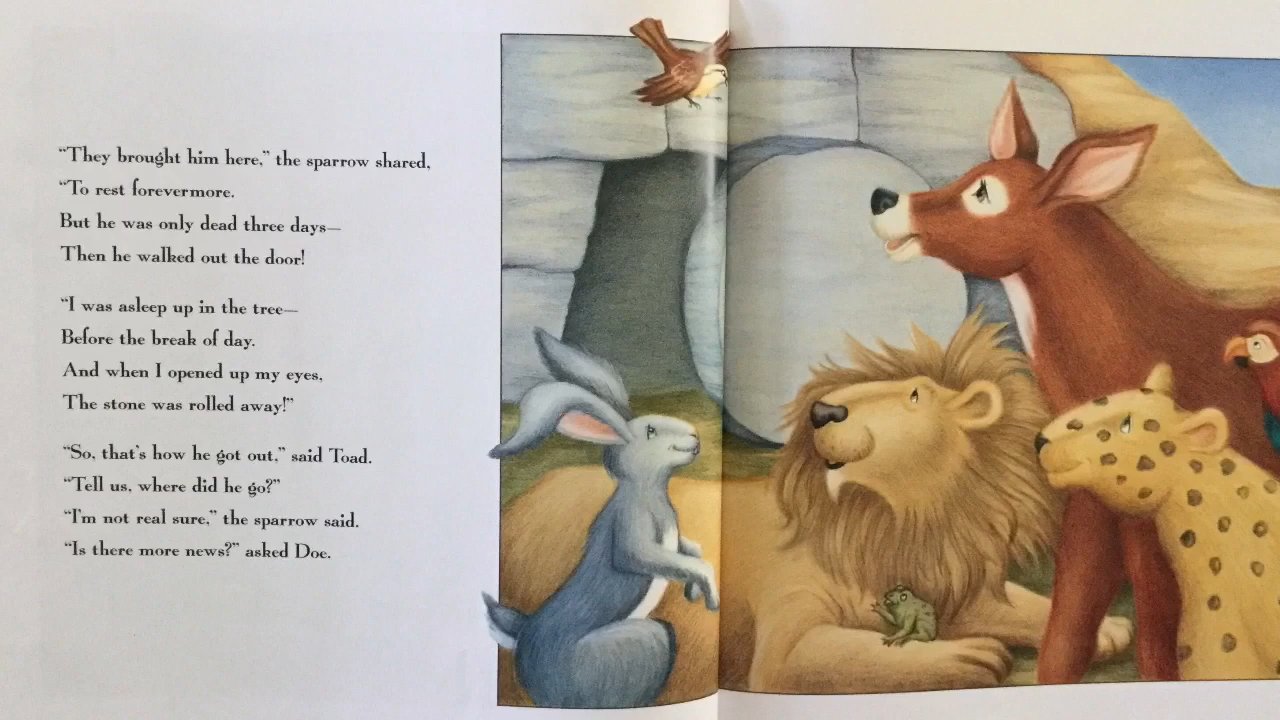 “They brought him here,” the sparrow shared,
“To rest forevermore.
But he was only dead three days—
Then he walked out the door!
“I was asleep up in the tree—
Before the break of day.
And when I opened up my eyes,
The stone was rolled away!”
“So, that’s how he got out,” said Toad.
“Tell us, where did he go?”
“I’m not real sure,” the sparrow said.
“Is there more news?” asked Doe.